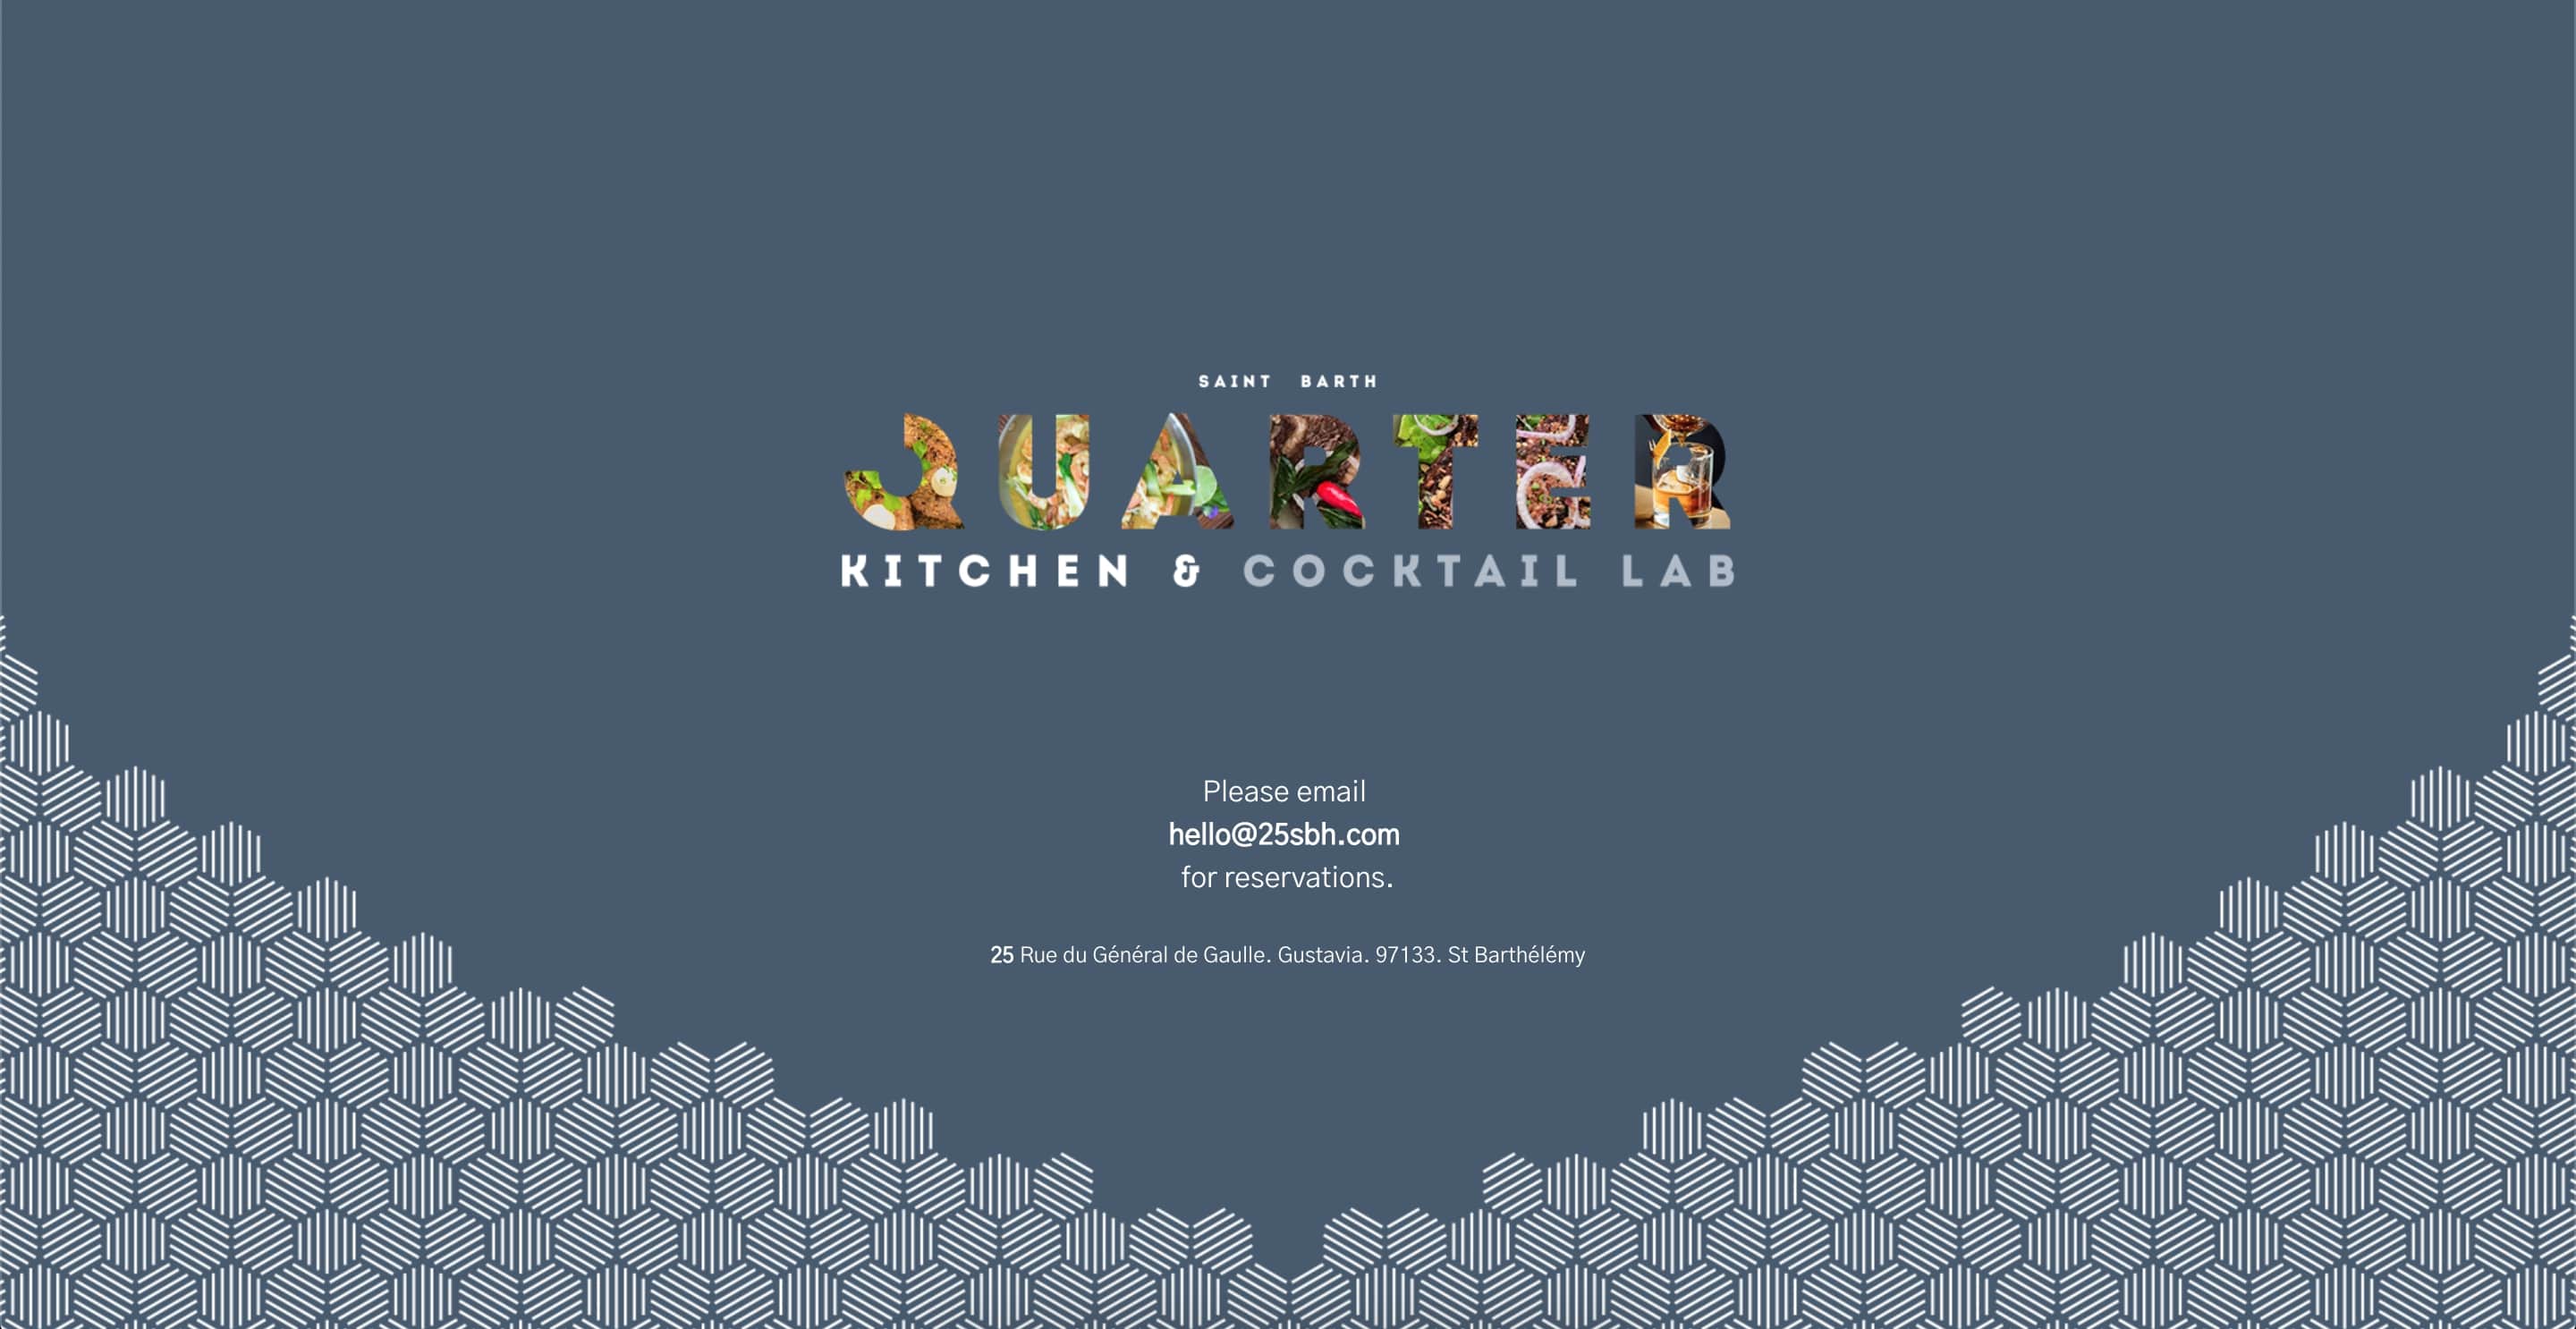 SAINT BARTH
QUARTER
KITCHEN & COCKTAIL LAB
Please email
hello@25sbh.com
for reservations.
25 Rue du Général de Gaulle. Gustavia. 97133. St Barthélémy